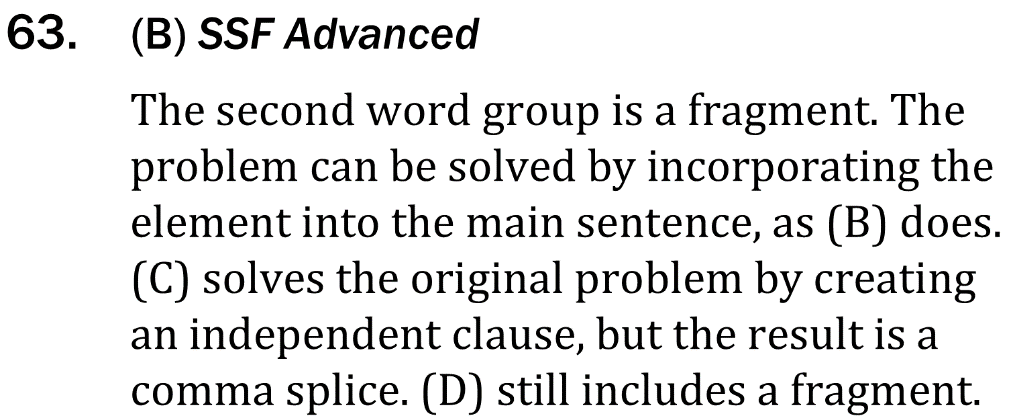 63. (B) SSF Advanced
The second word group is a fragment. The
problem can be solved by incorporating the
element into the main sentence, as (B) does.
(C) solves the original problem by creating
an independent clause, but the result is a
comma splice. (D) still includes a fragment.